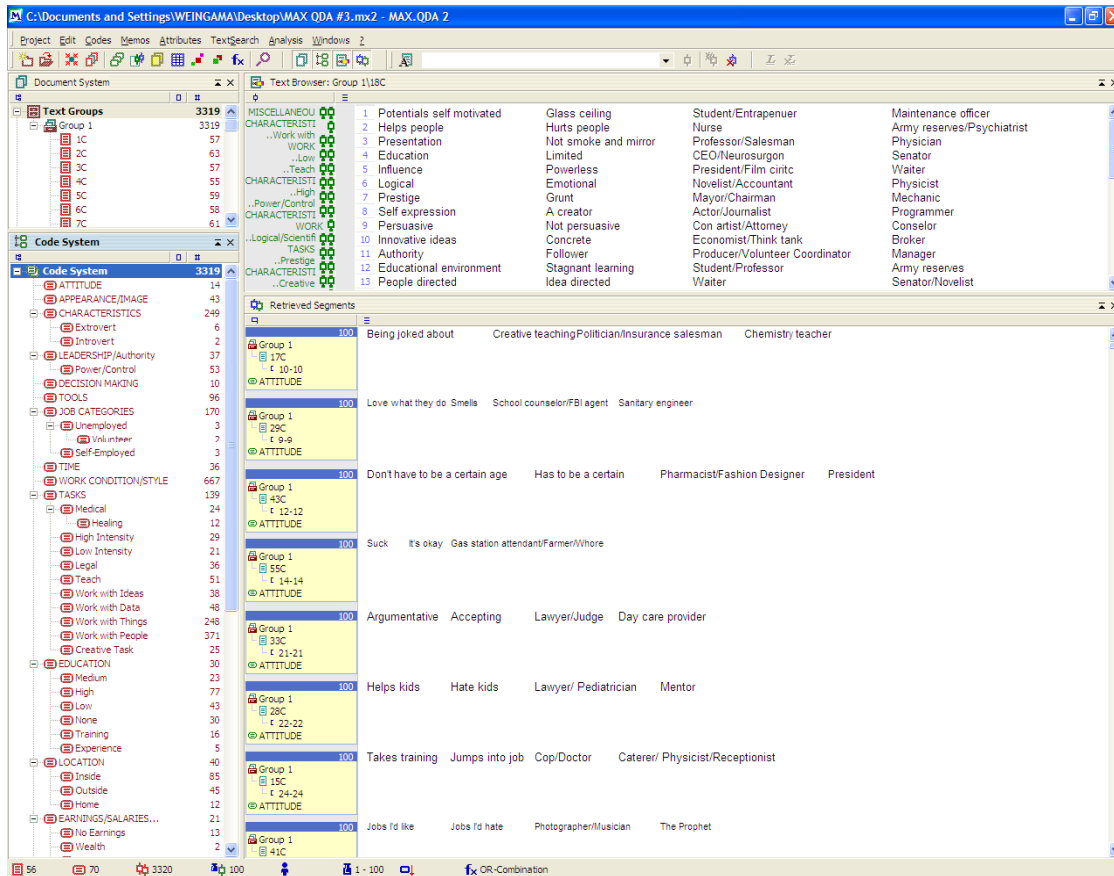 C:\Documents and Settings\WEINGAMA\Desktop\MAX QDA #3.mx2 - MAX.QDA 2
Project Edit Codes Memos Attributes TextSearch Analysis Windows ?
Document System
Text Groups 3319
Group 1 3319
1C 57
2C 63
3C 57
4C 55
5C 59
6C 58
7C 61
Code System
Code System 3319
ATTITUDE 14
APPEARANCE/IMAGE 43
CHARACTERISTICS 249
Extrovert 6
Introvert 2
LEADERSHIP/Authority 37
Power/Control 53
DECISION MAKING 10
TOOLS 96
JOB CATEGORIES 170
Unemployed 3
Volunteer 2
Self-Employed 3
TIME 36
WORK CONDITION/STYLE 667
TASKS 139
Medical 24
Healing 12
High Intensity 29
Low Intensity 21
Legal 36
Teach 51
Work with Ideas 38
Work with Data 48
Work with Things 248
Work with People 371
Creative Task 25
EDUCATION 30
Medium 23
High 77
Low 43
None 30
Training 16
Experience 5
LOCATION 40
Inside 85
Outside 45
Home 12
EARNINGS/SALARIES... 21
No Earnings 13
Wealth 2
Text Browser: Group 1\18C
MISCELLANEOU
CHARACTERISTI
..Work with
WORK
..Low
..Teach
CHARACTERISTI
..High
..Power/Control
CHARACTERISTI
WORK
..Logical/Scientifi
TASKS
..Prestige
CHARACTERISTI
..Creative
1 Potentials self motivated Glass ceiling Student/Entrapenuer Maintenance officer
2 Helps people Hurts people Nurse Army reserves/Psychiatrist
3 Presentation Not smoke and mirror Professor/Salesman Physician
4 Education Limited CEO/Neurosurgon Senator
5 Influence Powerless President/Film ciritc Waiter
6 Logical Emotional Novelist/Accountant Physicist
7 Prestige Grunt Mayor/Chairman Mechanic
8 Self expression A creator Actor/Journalist Programmer
9 Persuasive Not persuasive Con artist/Attorney Conselor
10 Innovative ideas Concrete Economist/Think tank Broker
11 Authority Follower Producer/Volunteer Coordinator Manager
12 Educational environment Stagnant learning Student/Professor Army reserves
13 People directed Idea directed Waiter Senator/Novelist
Retrieved Segments
100
Group 1
17C
10-10
ATTITUDE
Being joked about Creative teaching Politician/Insurance salesman Chemistry teacher
100
Group 1
29C
9-9
ATTITUDE
Love what they do Smells School counselor/FBI agent Sanitary engineer
100
Group 1
43C
12-12
ATTITUDE
Don't have to be a certain age Has to be a certain Pharmacist/Fashion Designer President
100
Group 1
55C
14-14
ATTITUDE
Suck It's okay Gas station attendant/Farmer/Whore
100
Group 1
33C
21-21
ATTITUDE
Argumentative Accepting Lawyer/Judge Day care provider
100
Group 1
28C
22-22
ATTITUDE
Helps kids Hate kids Lawyer/ Pediatrician Mentor
100
Group 1
15C
24-24
ATTITUDE
Takes training Jumps into job Cop/Doctor Caterer/ Physicist/Receptionist
100
Group 1
41C
Jobs I'd like Jobs I'd hate Photographer/Musician The Prophet
56 70 3320 100 1 - 100 fx OR-Combination